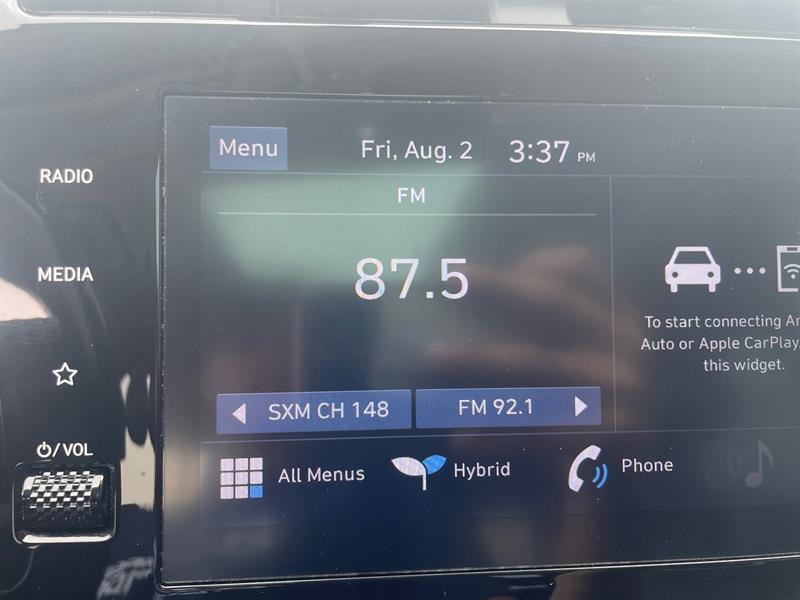 RADIO
MEDIA
/VOL
Menu
Fri, Aug. 2
3:37 PM
FM
87.5
SXM CH 148
FM 92.1
To start connecting
Auto or Apple CarPlay,
this widget.
All Menus
Hybrid
Phone